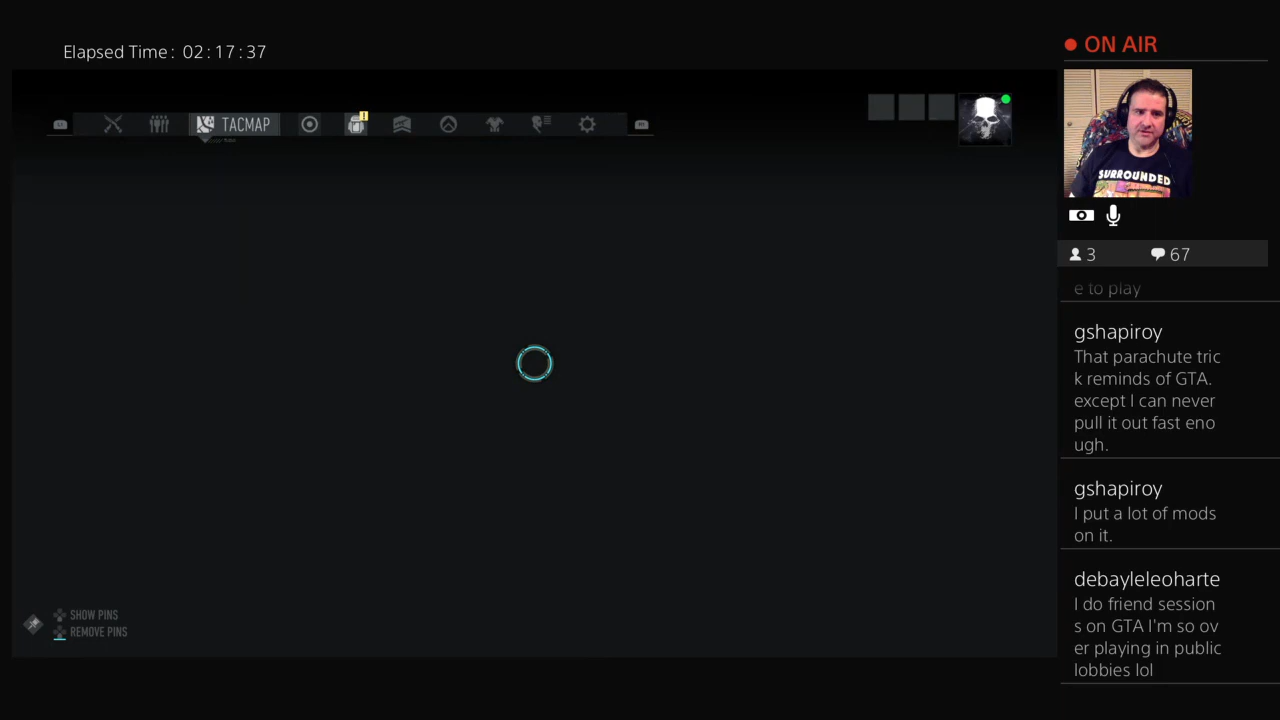 Elapsed Time: 02:17:37
ON AIR
TACMAP
SURROUNDED
3
67
e to play
gshapiroy
That parachute tric
k reminds of GTA.
except I can never
pull it out fast eno
ugh.
gshapiroy
I put a lot of mods
on it.
debayleleoharte
I do friend session
s on GTA I'm so ov
er playing in public
lobbies lol
SHOW PINS
REMOVE PINS